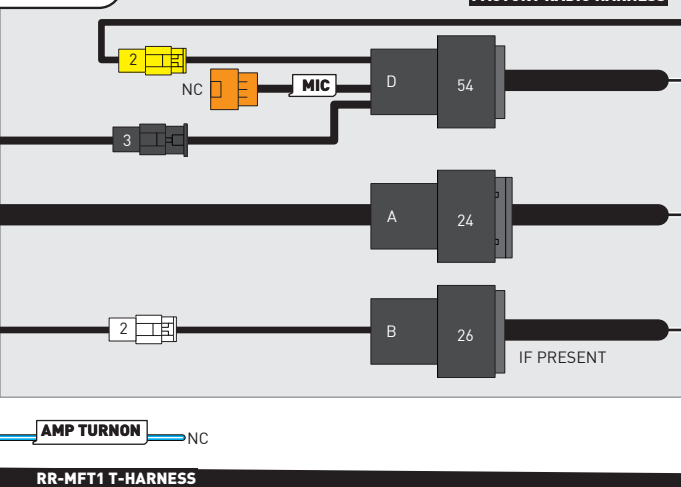 FACTORY RADIO HARNESS
2
NC
MIC
D
54
3
A
24
2
B
26
IF PRESENT
AMP TURNON
NC
RR-MFT1 T-HARNESS